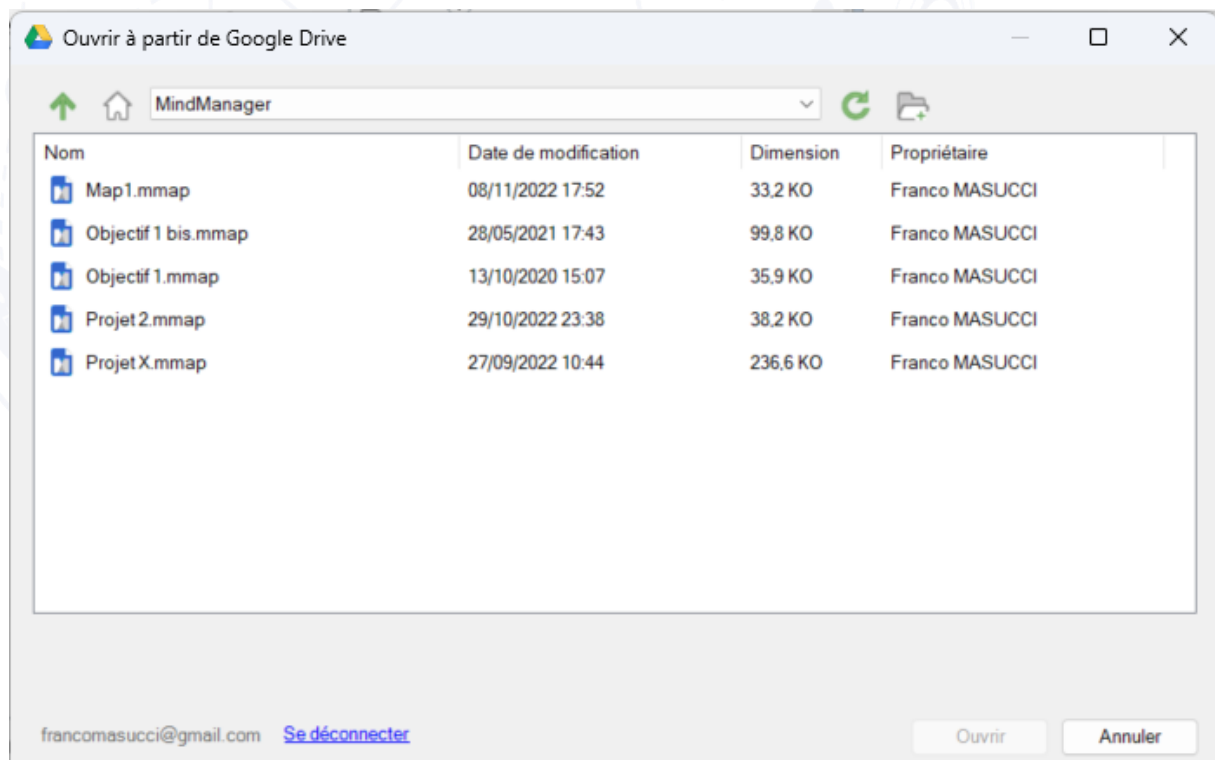 Ouvrir à partir de Google Drive
MindManager
Nom Date de modification Dimension Propriétaire
Map1.mmap 08/11/2022 17:52 33,2 KO Franco MASUCCI
Objectif 1 bis.mmap 28/05/2021 17:43 99,8 KO Franco MASUCCI
Objectif 1.mmap 13/10/2020 15:07 35,9 KO Franco MASUCCI
Projet 2.mmap 29/10/2022 23:38 38,2 KO Franco MASUCCI
Projet X.mmap 27/09/2022 10:44 236,6 KO Franco MASUCCI
francomasucci@gmail.com Se déconnecter Ouvrir Annuler